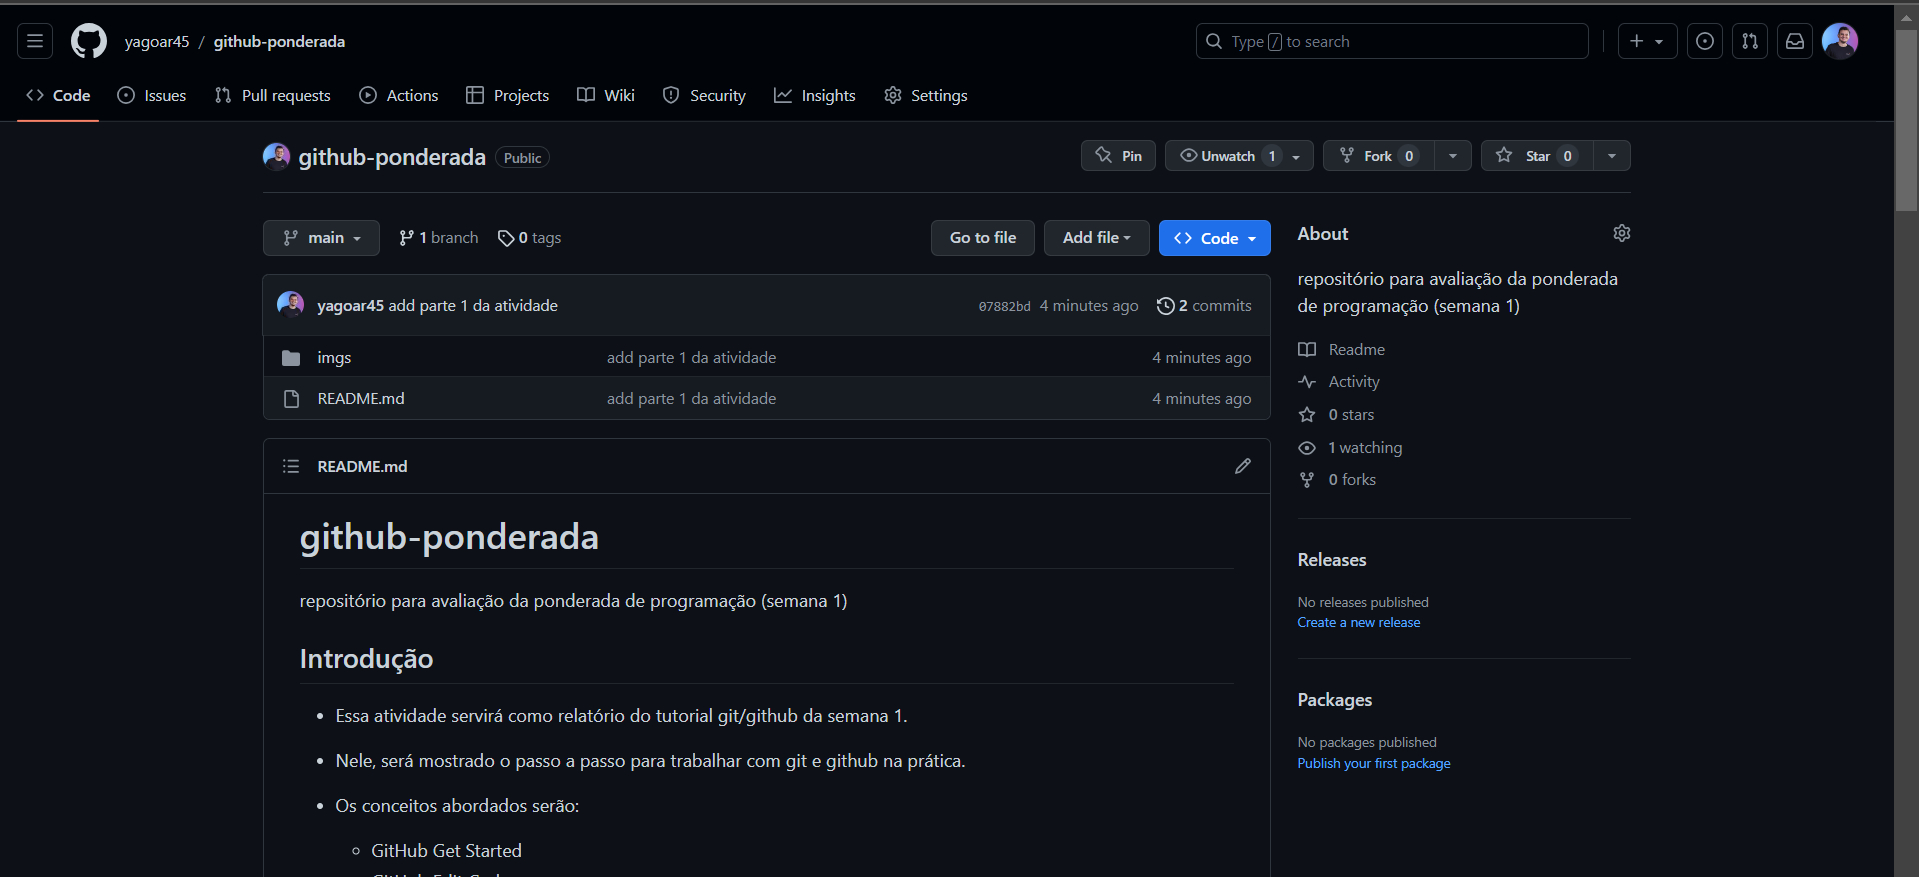 yagoar45 / github-ponderada
Type / to search
Code Issues Pull requests Actions Projects Wiki Security Insights Settings
github-ponderada Public
Pin Unwatch 1 Fork 0 Star 0
main 1 branch 0 tags Go to file Add file Code
yagoar45 add parte 1 da atividade 07882bd 4 minutes ago 2 commits
imgs add parte 1 da atividade 4 minutes ago
README.md add parte 1 da atividade 4 minutes ago
README.md
github-ponderada
repositório para avaliação da ponderada de programação (semana 1)
Introdução
Essa atividade servirá como relatório do tutorial git/github da semana 1.
Nele, será mostrado o passo a passo para trabalhar com git e github na prática.
Os conceitos abordados serão:
GitHub Get Started
About
repositório para avaliação da ponderada
de programação (semana 1)
Readme
Activity
0 stars
1 watching
0 forks
Releases
No releases published
Create a new release
Packages
No packages published
Publish your first package